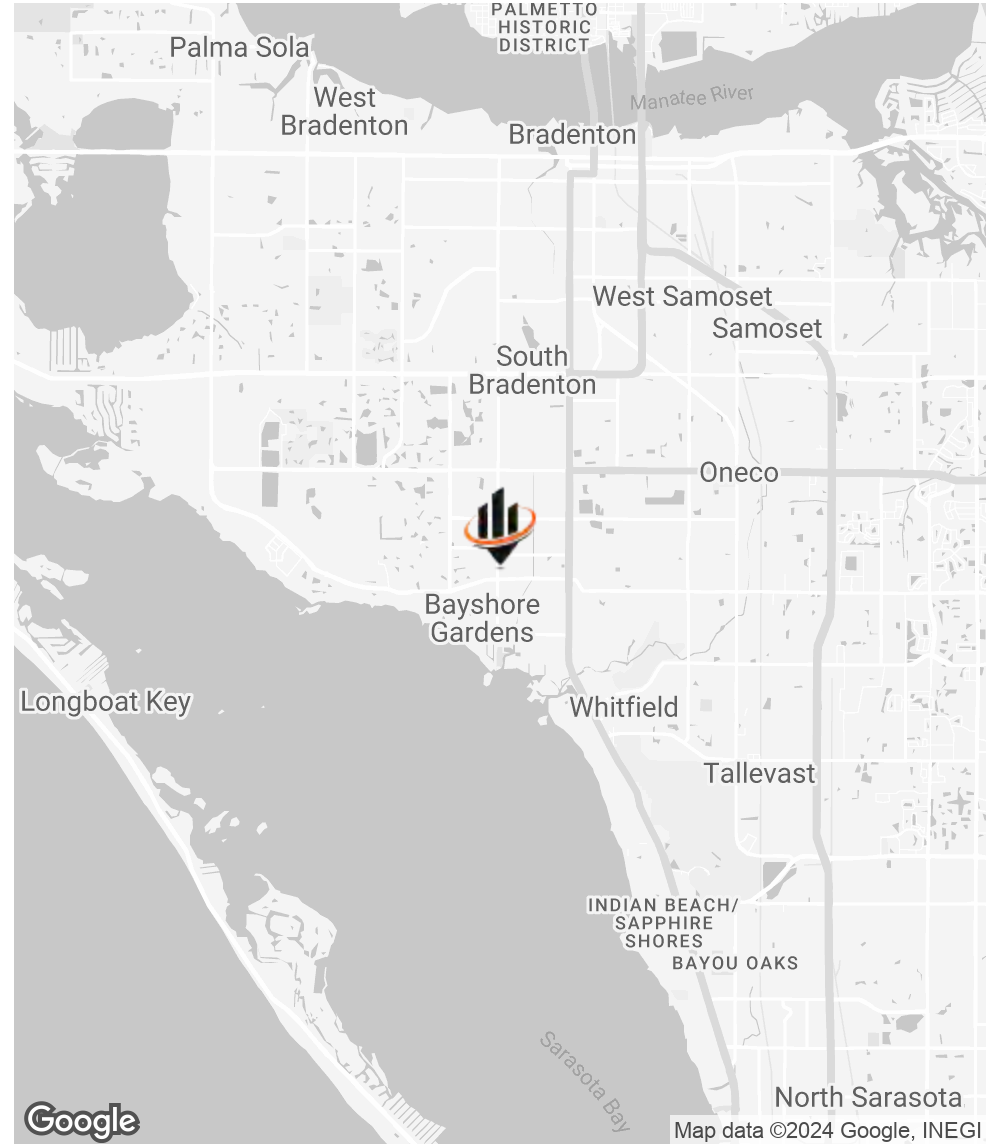 PALMETTO
HISTORIC
DISTRICT
Palma Sola
West
Bradenton
Manatee River
Bradenton
West Samoset
Samoset
South
Bradenton
Oneco
Bayshore
Gardens
Longboat Key
Whitfield
Tallevast
INDIAN BEACH/
SAPPHIRE
SHORES
BAYOU OAKS
Sarasota Bay
North Sarasota
Google
Map data ©2024 Google, INEGI